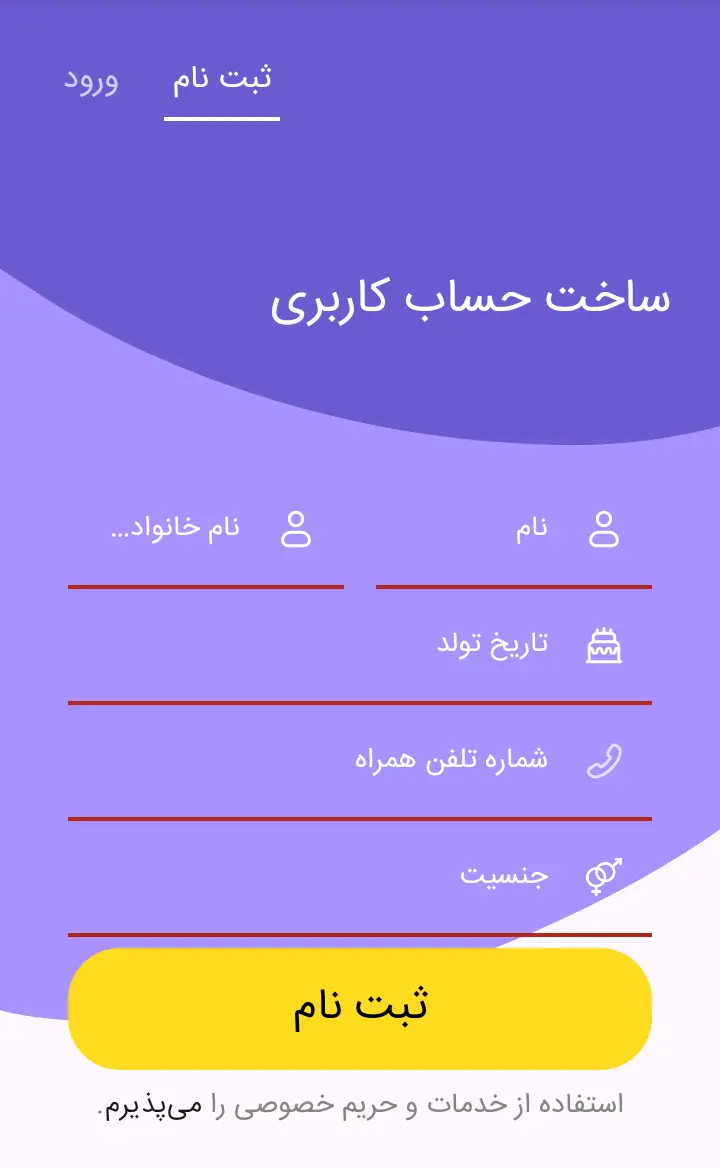 ثبت نام
ورود
ساخت حساب کاربری
نام
نام خانواد...
تاریخ تولد
شماره تلفن همراه
جنسیت
ثبت نام
استفاده از خدمات و حریم خصوصی را می‌پذیرم.